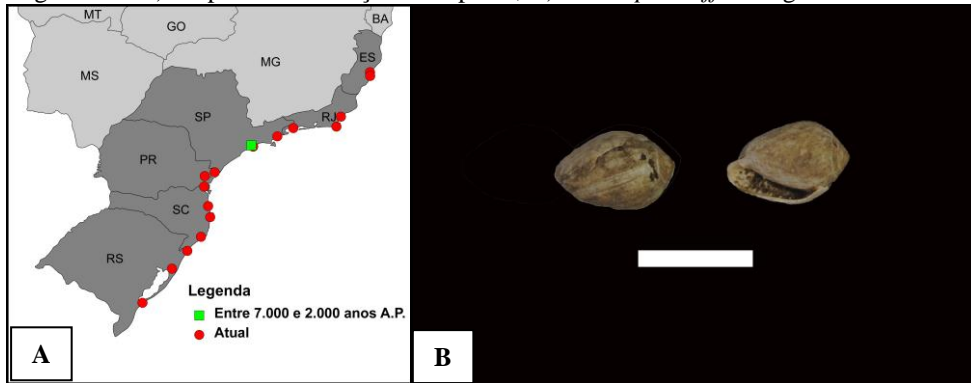 MT
GO
BA
MS
MG
ES
SP
RJ
PR
SC
RS
Legenda
Entre 7.000 e 2.000 anos A.P.
Atual
A
B